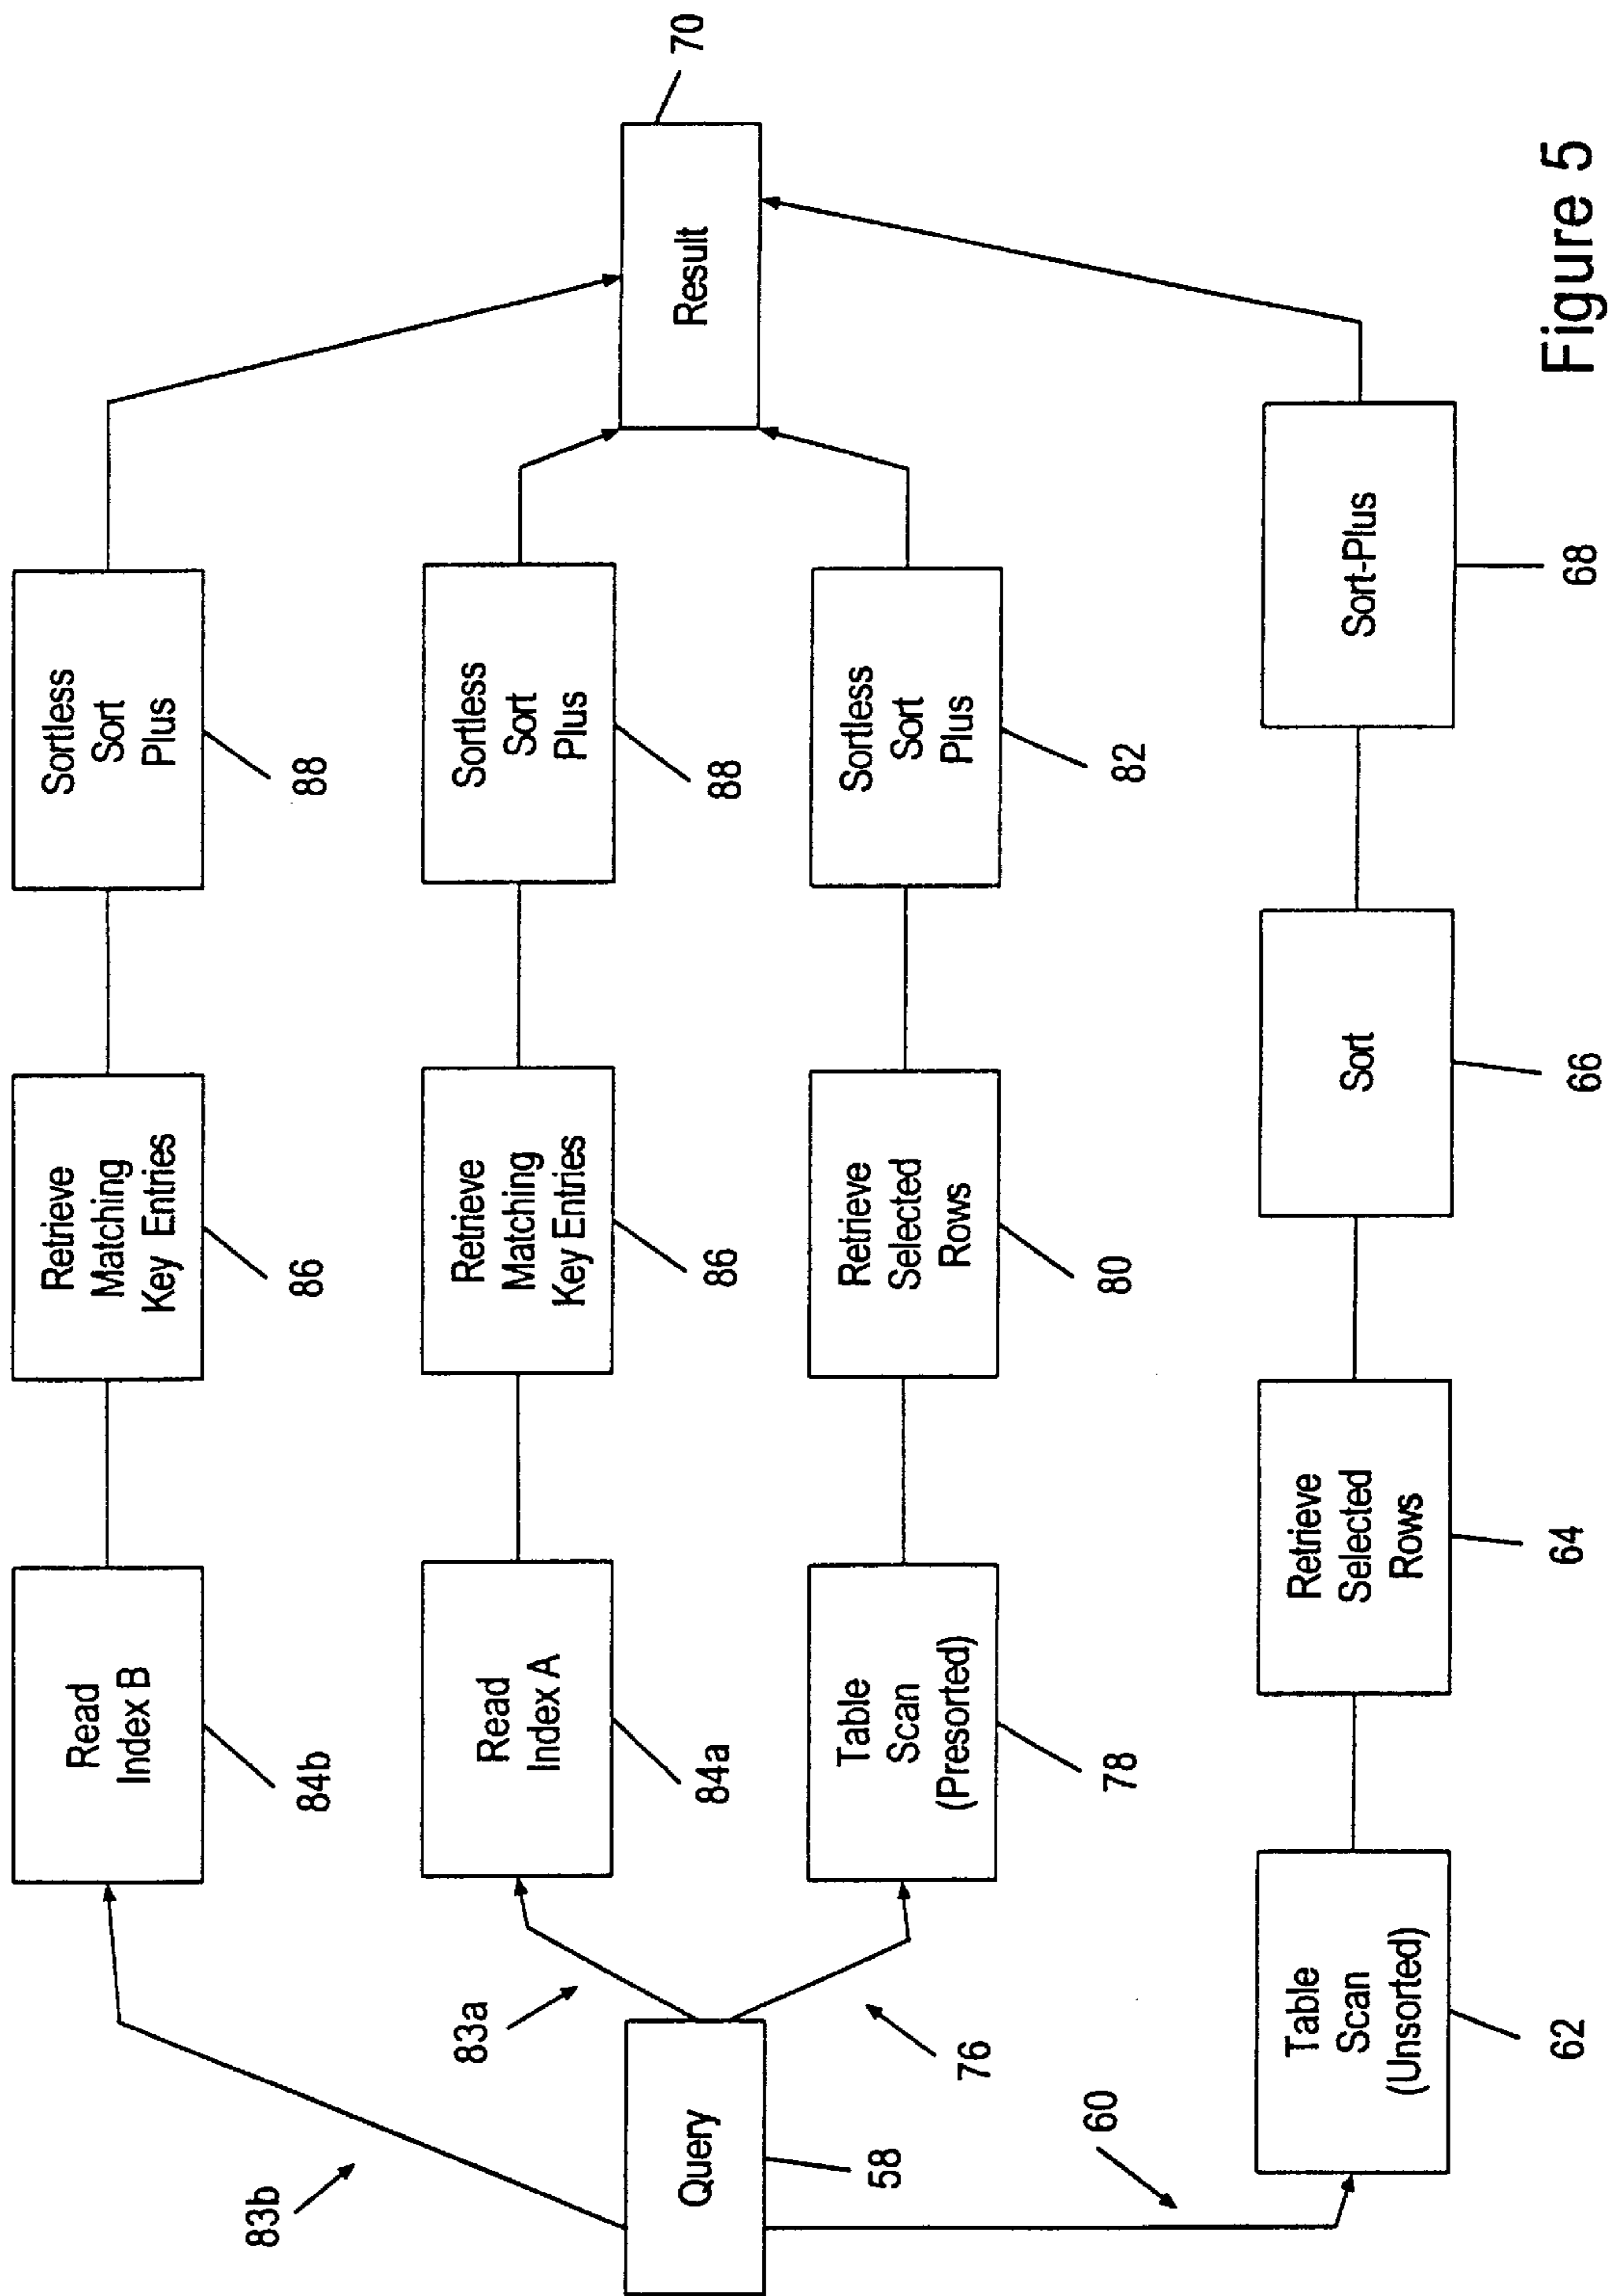 Read
Index B
84b
Retrieve
Matching
Key Entries
86
Sortless
Sort
Plus
88
83b
Read
Index A
84a
Retrieve
Matching
Key Entries
86
Sortless
Sort
Plus
88
83a
Query
58
Result
70
76
Table
Scan
(Presorted)
78
Retrieve
Selected
Rows
80
Sortless
Sort
Plus
82
60
Table
Scan
(Unsorted)
62
Retrieve
Selected
Rows
64
Sort
66
Sort-Plus
68
Figure 5